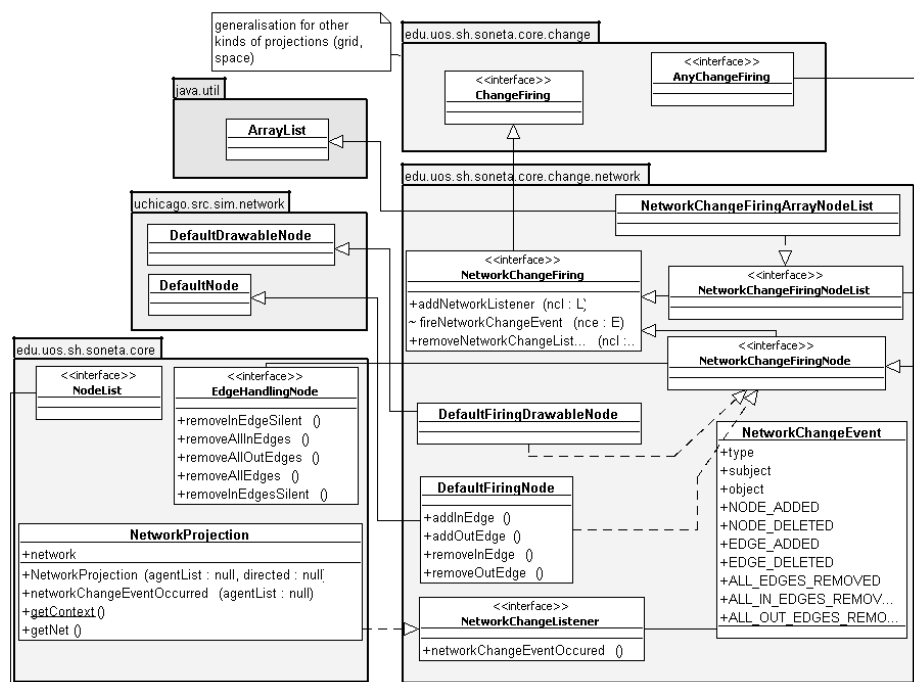 generalisation for other
kinds of projections (grid,
space)
edu.uos.sh.soneta.core.change
<<interface>>
ChangeFiring
<<interface>>
AnyChangeFiring
java.util
ArrayList
uchicago.src.sim.network
DefaultDrawableNode
DefaultNode
edu.uos.sh.soneta.core.change.network
NetworkChangeFiringArrayNodeList
<<interface>>
NetworkChangeFiring
+addNetworkListener (ncl : L)
~ fireNetworkChangeEvent (nce : E)
+removeNetworkChangeList... (ncl :..
<<interface>>
NetworkChangeFiringNodeList
<<interface>>
NetworkChangeFiringNode
edu.uos.sh.soneta.core
<<interface>>
NodeList
<<interface>>
EdgeHandlingNode
+removeInEdgeSilent ()
+removeAllInEdges ()
+removeAllOutEdges ()
+removeAllEdges ()
+removeInEdgesSilent ()
DefaultFiringDrawableNode
DefaultFiringNode
+addInEdge ()
+addOutEdge ()
+removeInEdge ()
+removeOutEdge ()
NetworkChangeEvent
+type
+subject
+object
+NODE_ADDED
+NODE_DELETED
+EDGE_ADDED
+EDGE_DELETED
+ALL_EDGES_REMOVED
+ALL_IN_EDGES_REMOV...
+ALL_OUT_EDGES_REMO...
NetworkProjection
+network
+NetworkProjection (agentList : null, directed : null)
+networkChangeEventOccurred (agentList : null)
+getContext()
+getNet ()
<<interface>>
NetworkChangeListener
+networkChangeEventOccured ()